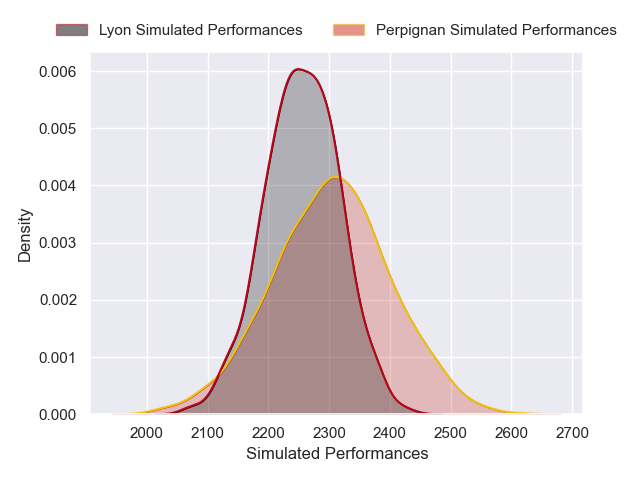 Lyon Simulated Performances
Perpignan Simulated Performances
0.006
0.005
0.004
0.003
0.002
0.001
0.000
Density
2000 2100 2200 2300 2400 2500 2600 2700
Simulated Performances